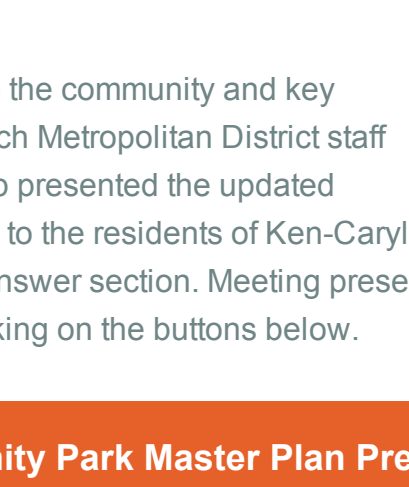 the community and key
ch Metropolitan District staff
presented the updated
to the residents of Ken-Caryl
nswer section. Meeting prese
king on the buttons below.
ity Park Master Plan Pre